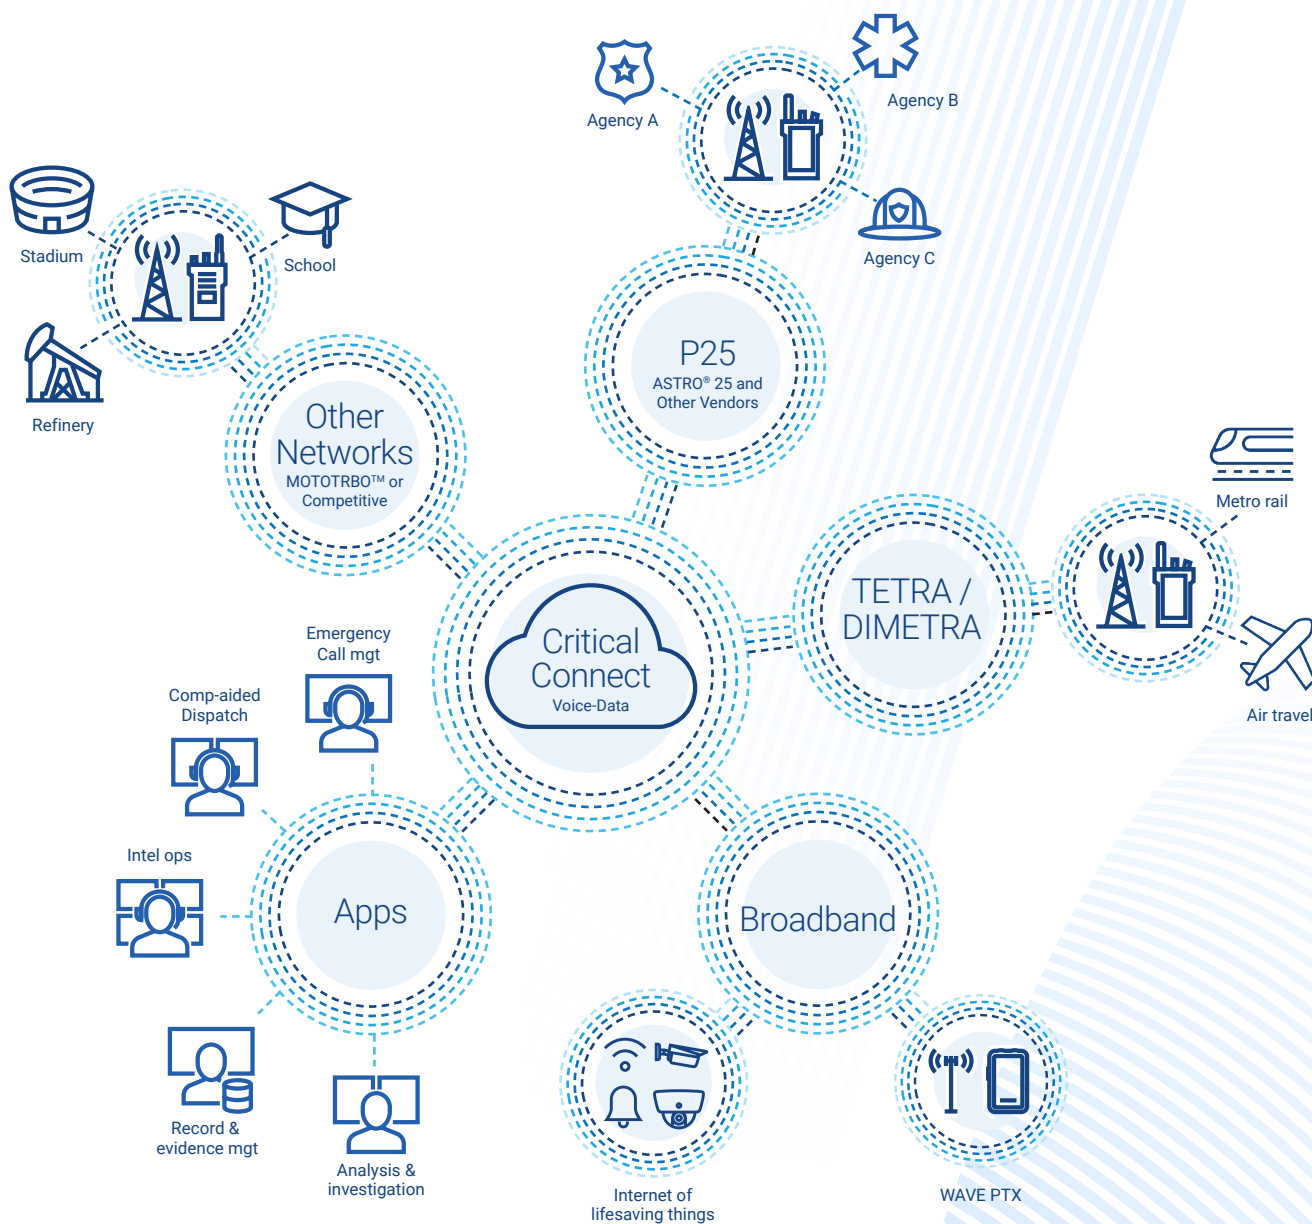 Agency A
Agency B
Agency C
Stadium
School
Refinery
P25
ASTRO® 25 and
Other Vendors
Other
Networks
MOTOTRBO™ or
Competitive
Metro rail
TETRA /
DIMETRA
Air travel
Critical
Connect
Voice-Data
Emergency
Call mgt
Comp-aided
Dispatch
Intel ops
Apps
Broadband
Record &
evidence mgt
Analysis &
investigation
Internet of
lifesaving things
WAVE PTX